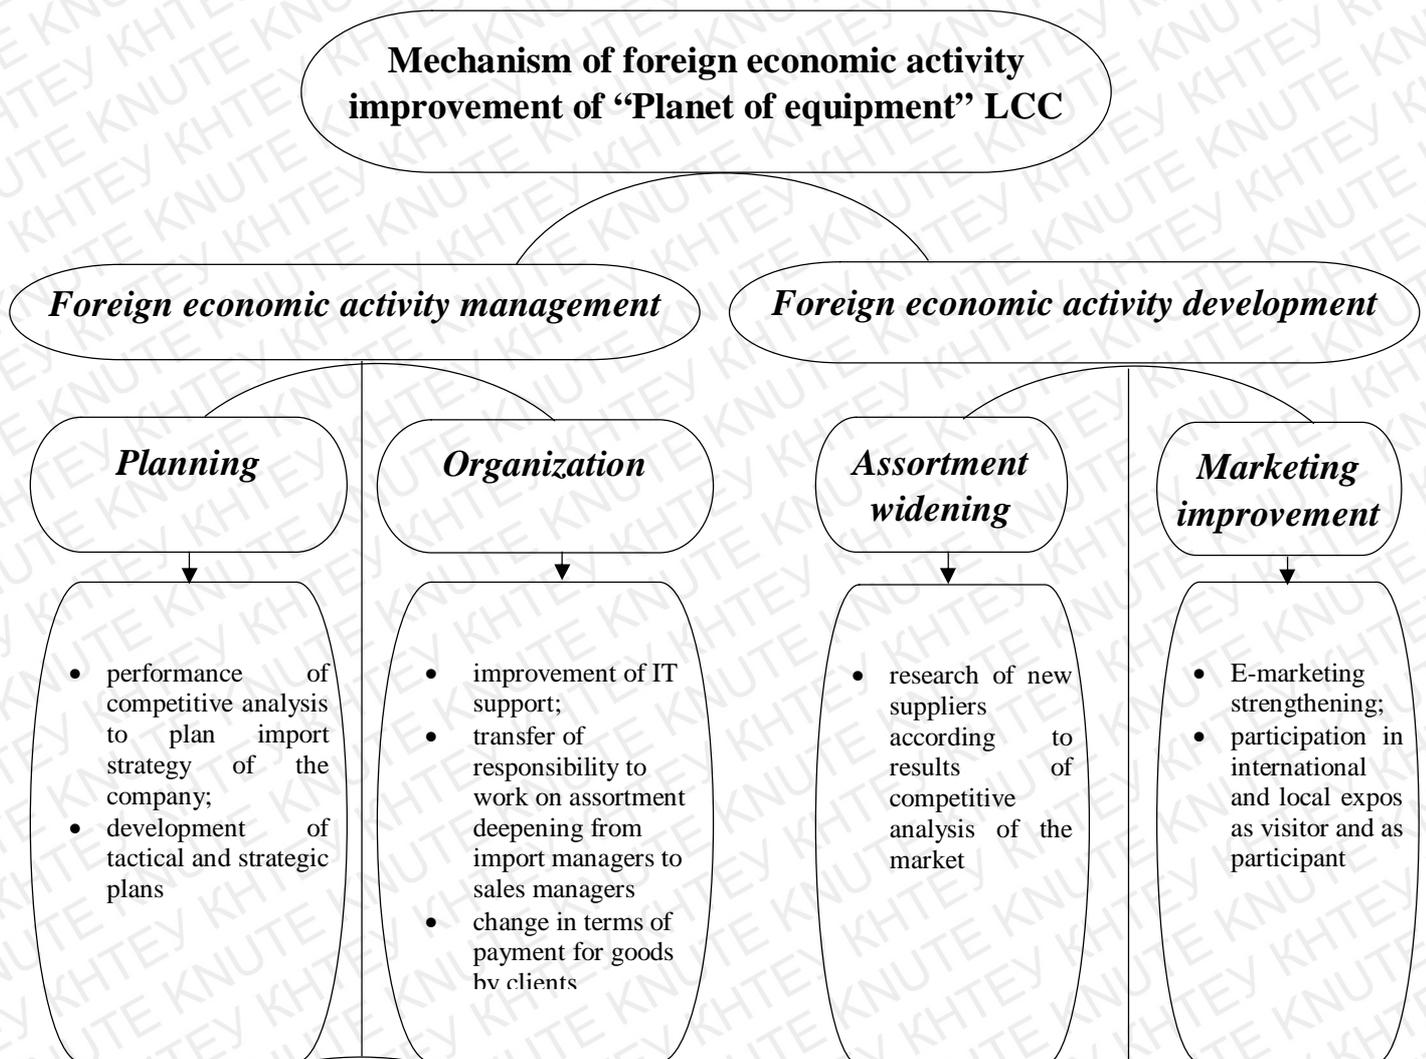 Mechanism of foreign economic activity
improvement of “Planet of equipment” LCC
Foreign economic activity management
Foreign economic activity development
Planning
Organization
Assortment
widening
Marketing
improvement
• performance of
competitive analysis
to plan import
strategy of the
company;
• development of
tactical and strategic
plans
• improvement of IT
support;
• transfer of
responsibility to
work on assortment
deepening from
import managers to
sales managers
• change in terms of
payment for goods
by clients
• research of new
suppliers
according to
results of
competitive
analysis of the
market
• E-marketing
strengthening;
• participation in
international
and local expos
as visitor and as
participant